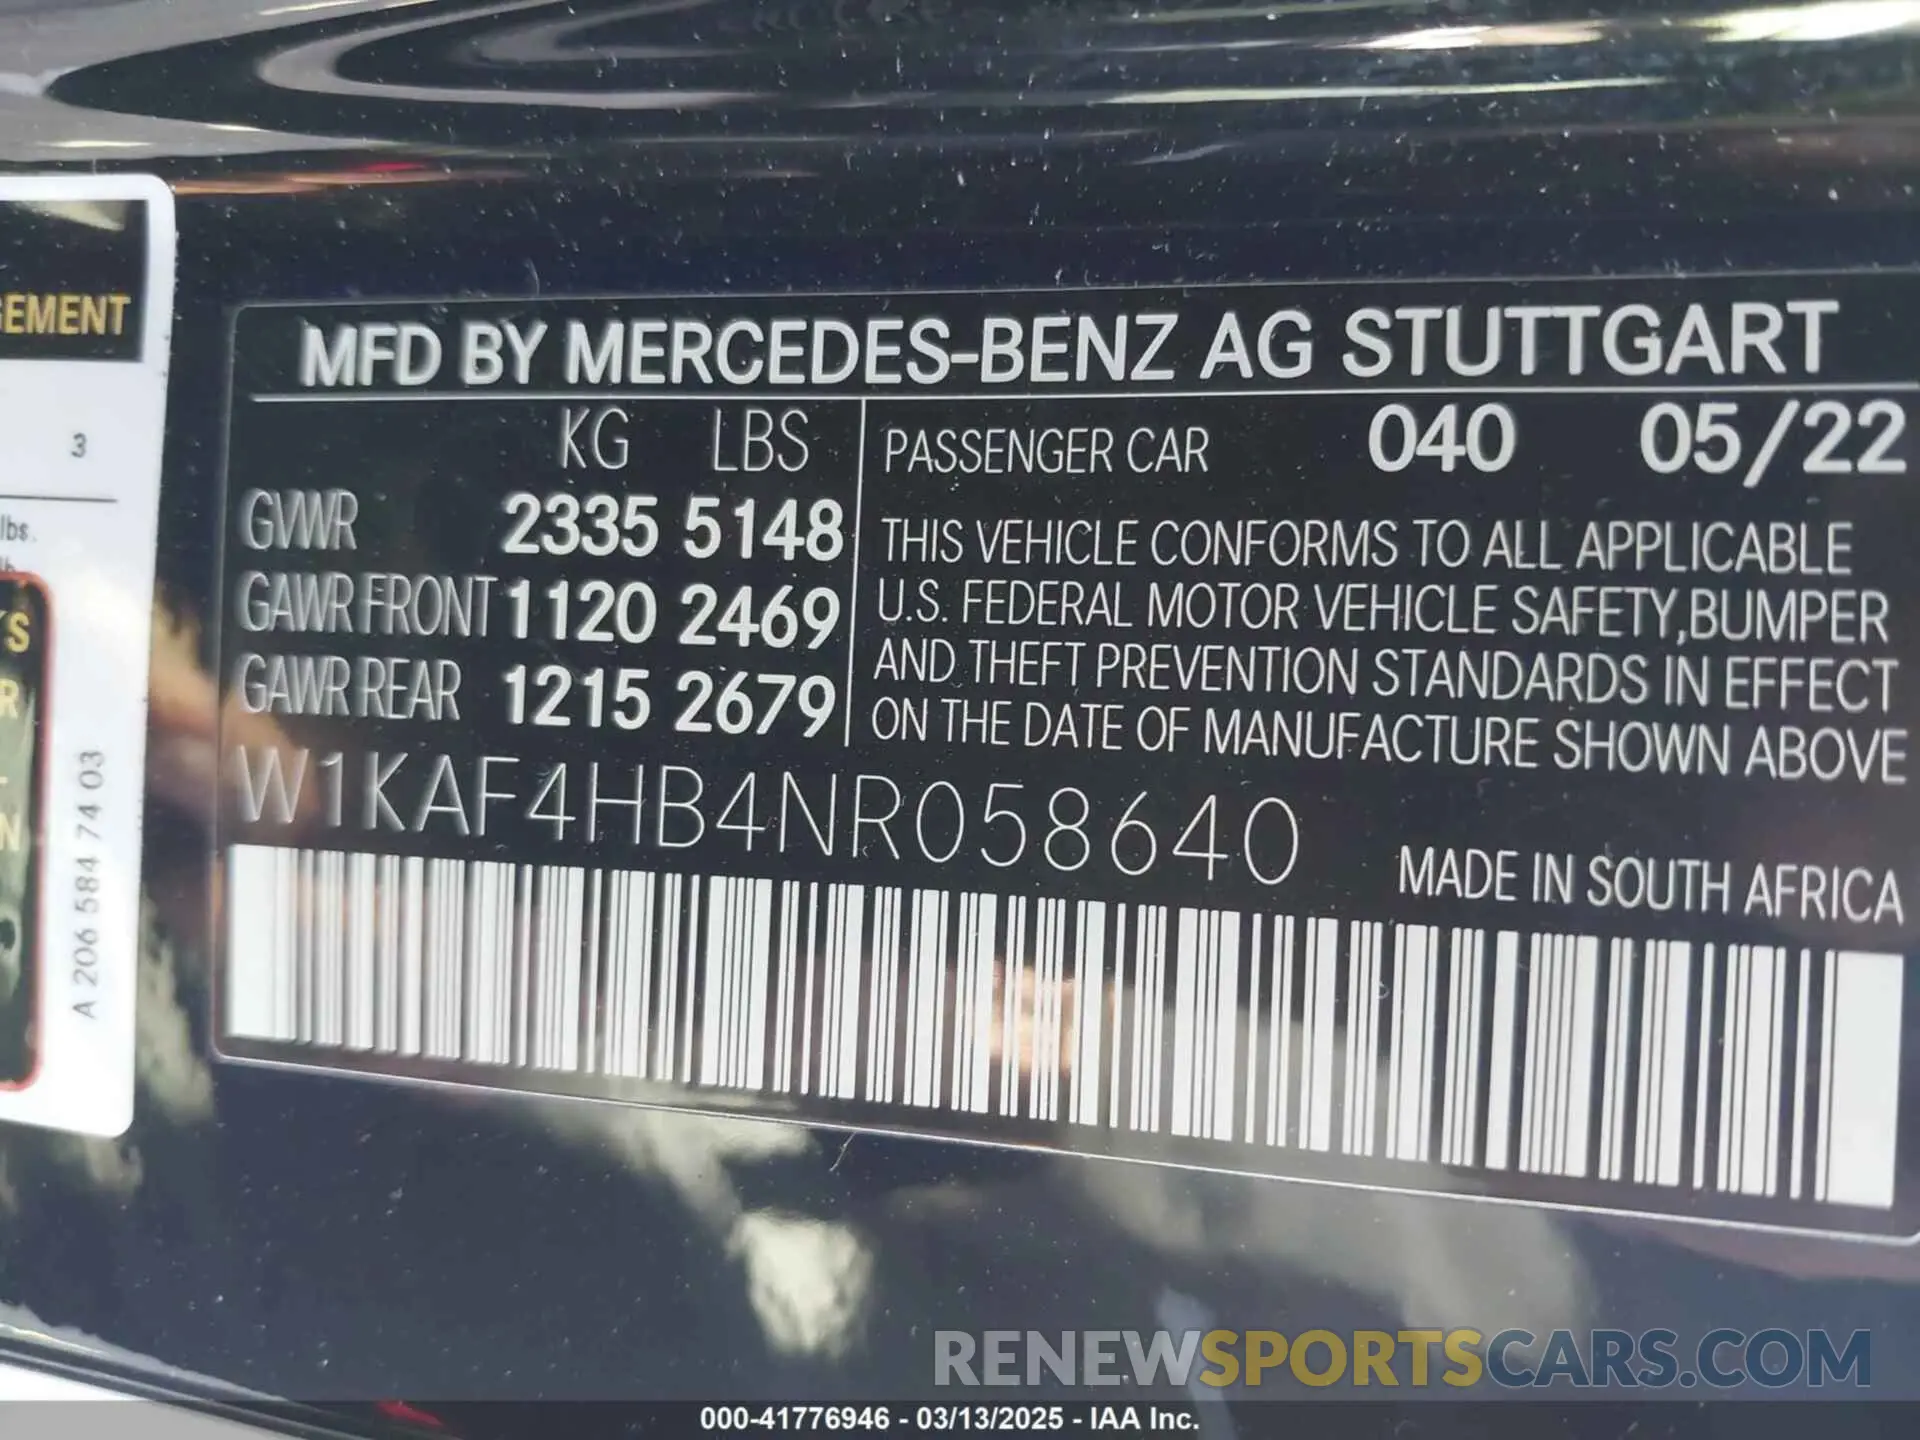 GEMENT
3
lbs.
lb
S
R
N
A 206 584 74 03
MFD BY MERCEDES-BENZ AG STUTTGART
KG LBS
GVWR 2335 5148
GAWR FRONT 1120 2469
GAWR REAR 1215 2679
PASSENGER CAR 040 05/22
THIS VEHICLE CONFORMS TO ALL APPLICABLE
U.S. FEDERAL MOTOR VEHICLE SAFETY,BUMPER
AND THEFT PREVENTION STANDARDS IN EFFECT
ON THE DATE OF MANUFACTURE SHOWN ABOVE
W1KAF4HB4NR058640
MADE IN SOUTH AFRICA
RENEWSPORTSCARS.COM
000-41776946 - 03/13/2025 - IAA Inc.